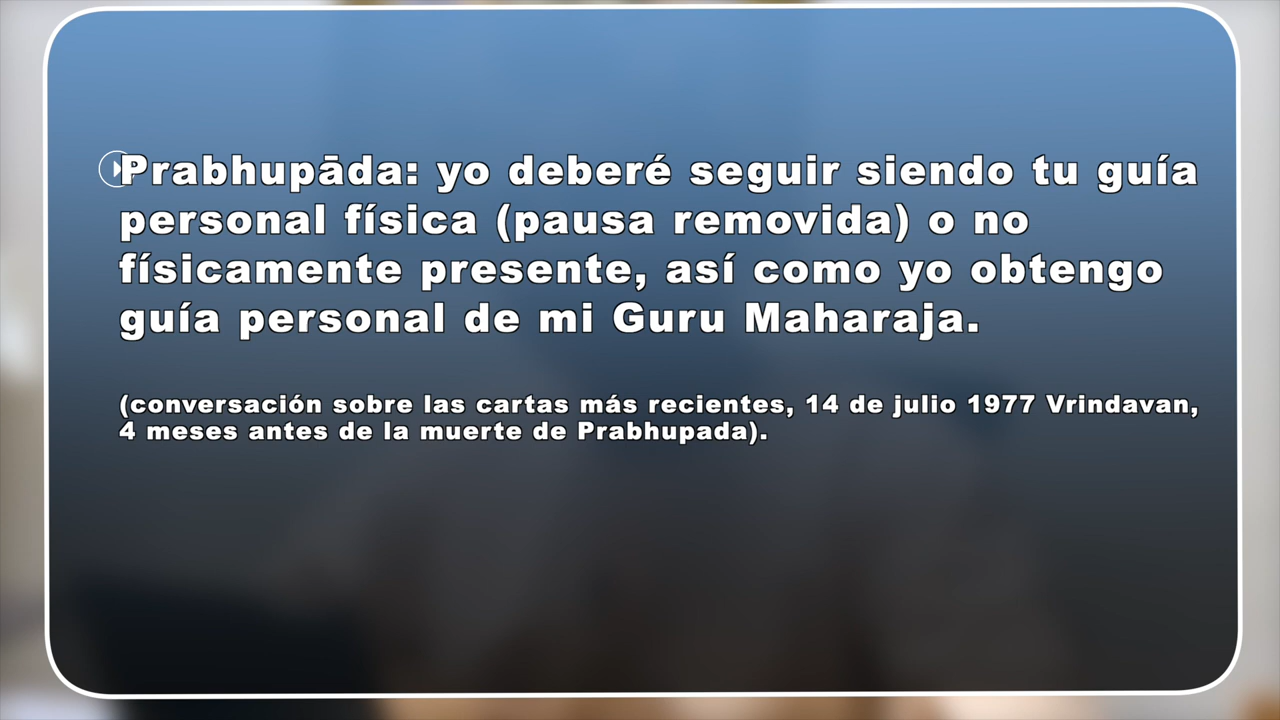 Prabhupāda: yo deberé seguir siendo tu guía
personal física (pausa removida) o no
físicamente presente, así como yo obtengo
guía personal de mi Guru Maharaja.
(conversación sobre las cartas más recientes, 14 de julio 1977 Vrindavan,
4 meses antes de la muerte de Prabhupada).